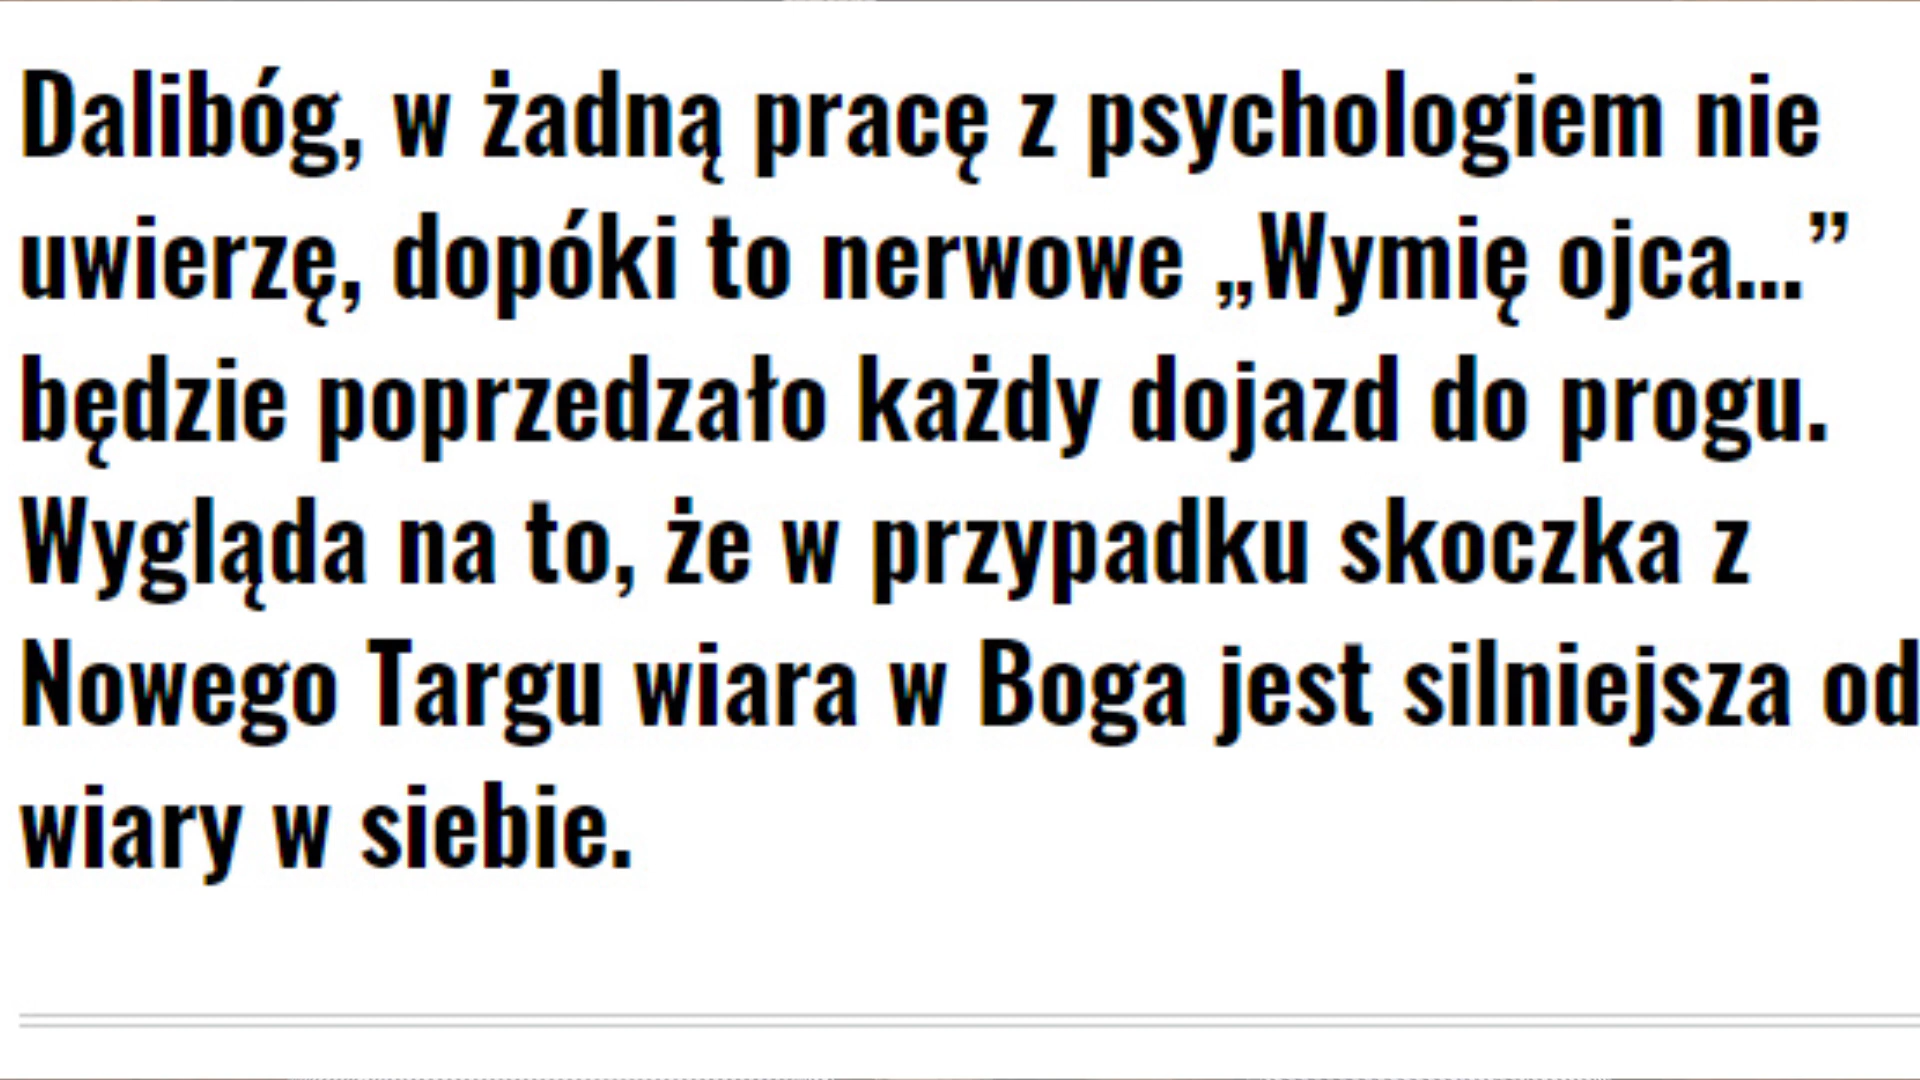 Dalibóg, w żadną pracę z psychologiem nie
uwierzę, dopóki to nerwowe „Wymię ojca...”
będzie poprzedzało każdy dojazd do progu.
Wygląda na to, że w przypadku skoczka z
Nowego Targu wiara w Boga jest silniejsza od
wiary w siebie.